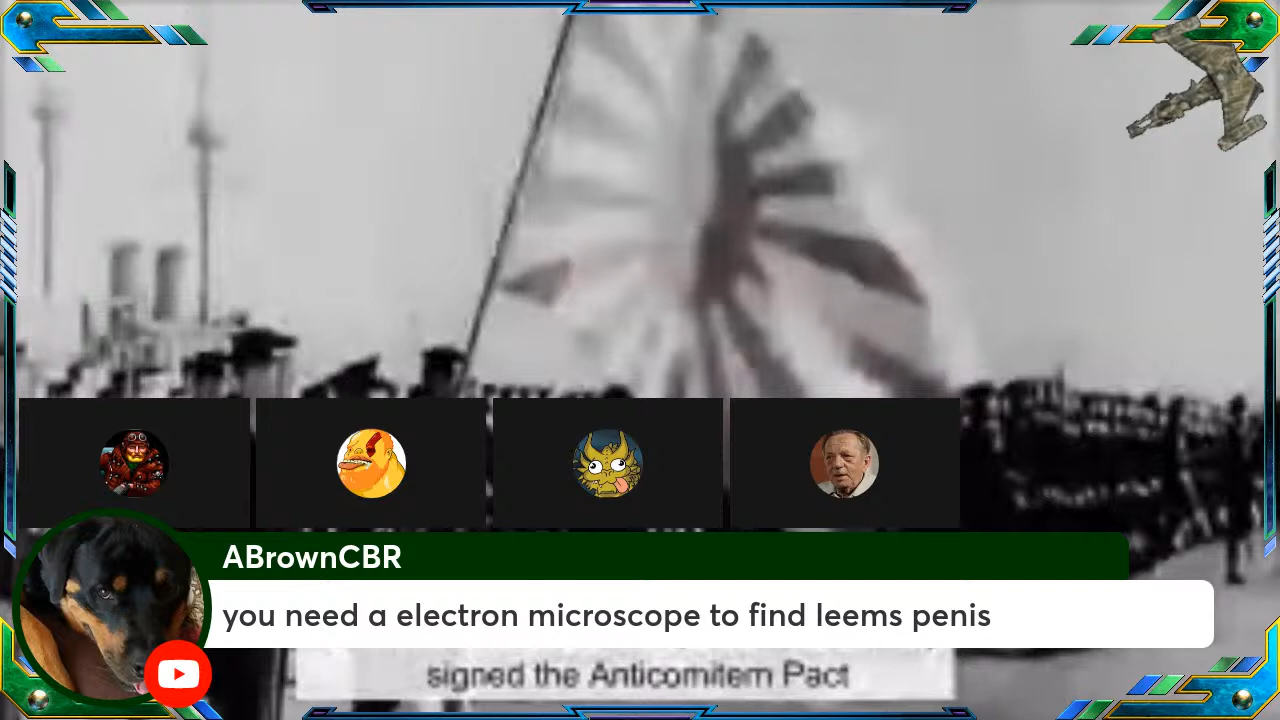 ABrownCBR
you need a electron microscope to find leems penis
signed the Anticomitern Pact